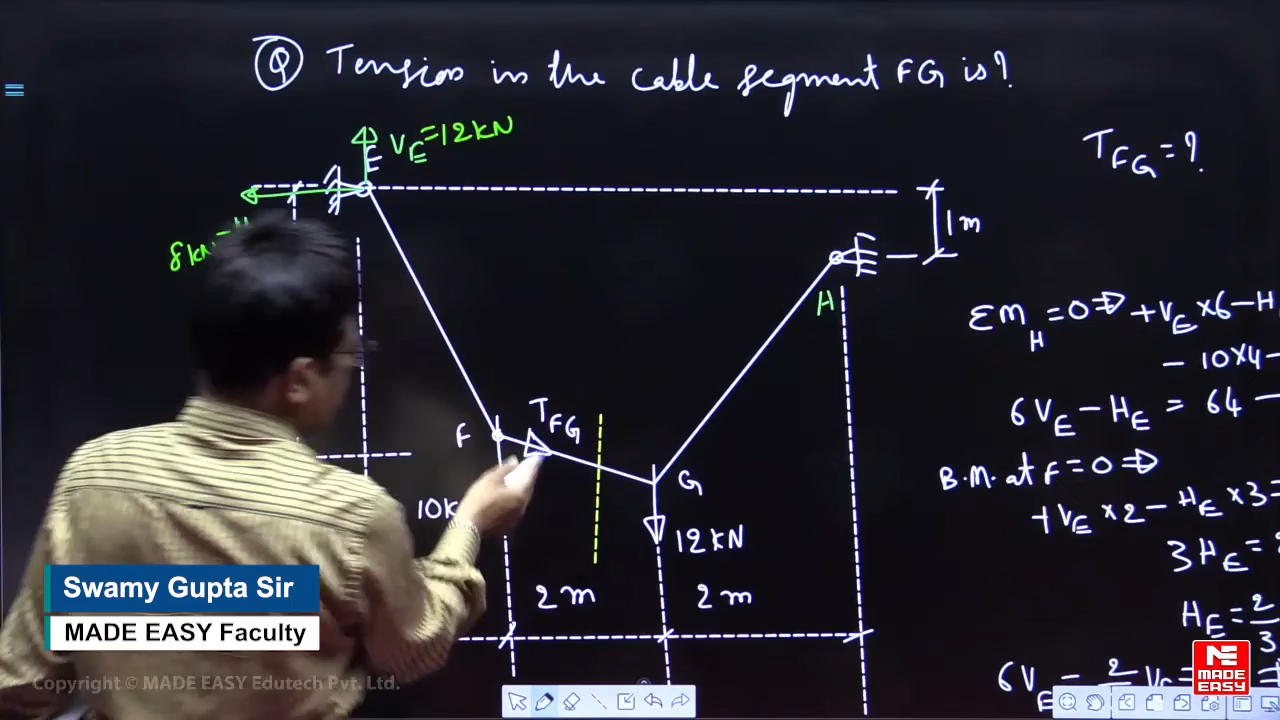 Q Tension in the cable segment FG is?
V_E=12kN
E
T_FG=?
8kN
1m
H
ΣM_H=0⇒+V_E×6-H
-10×4-
6V_E-H_E=64-
T_FG
F
G
B.M. at F=0⇒
+V_E×2-H_E×3=
10k
12kN
3H_E=
2m
2m
H_E=2/3
Swamy Gupta Sir
MADE EASY Faculty
MADE EASY
Copyright © MADE EASY Edutech Pvt. Ltd.